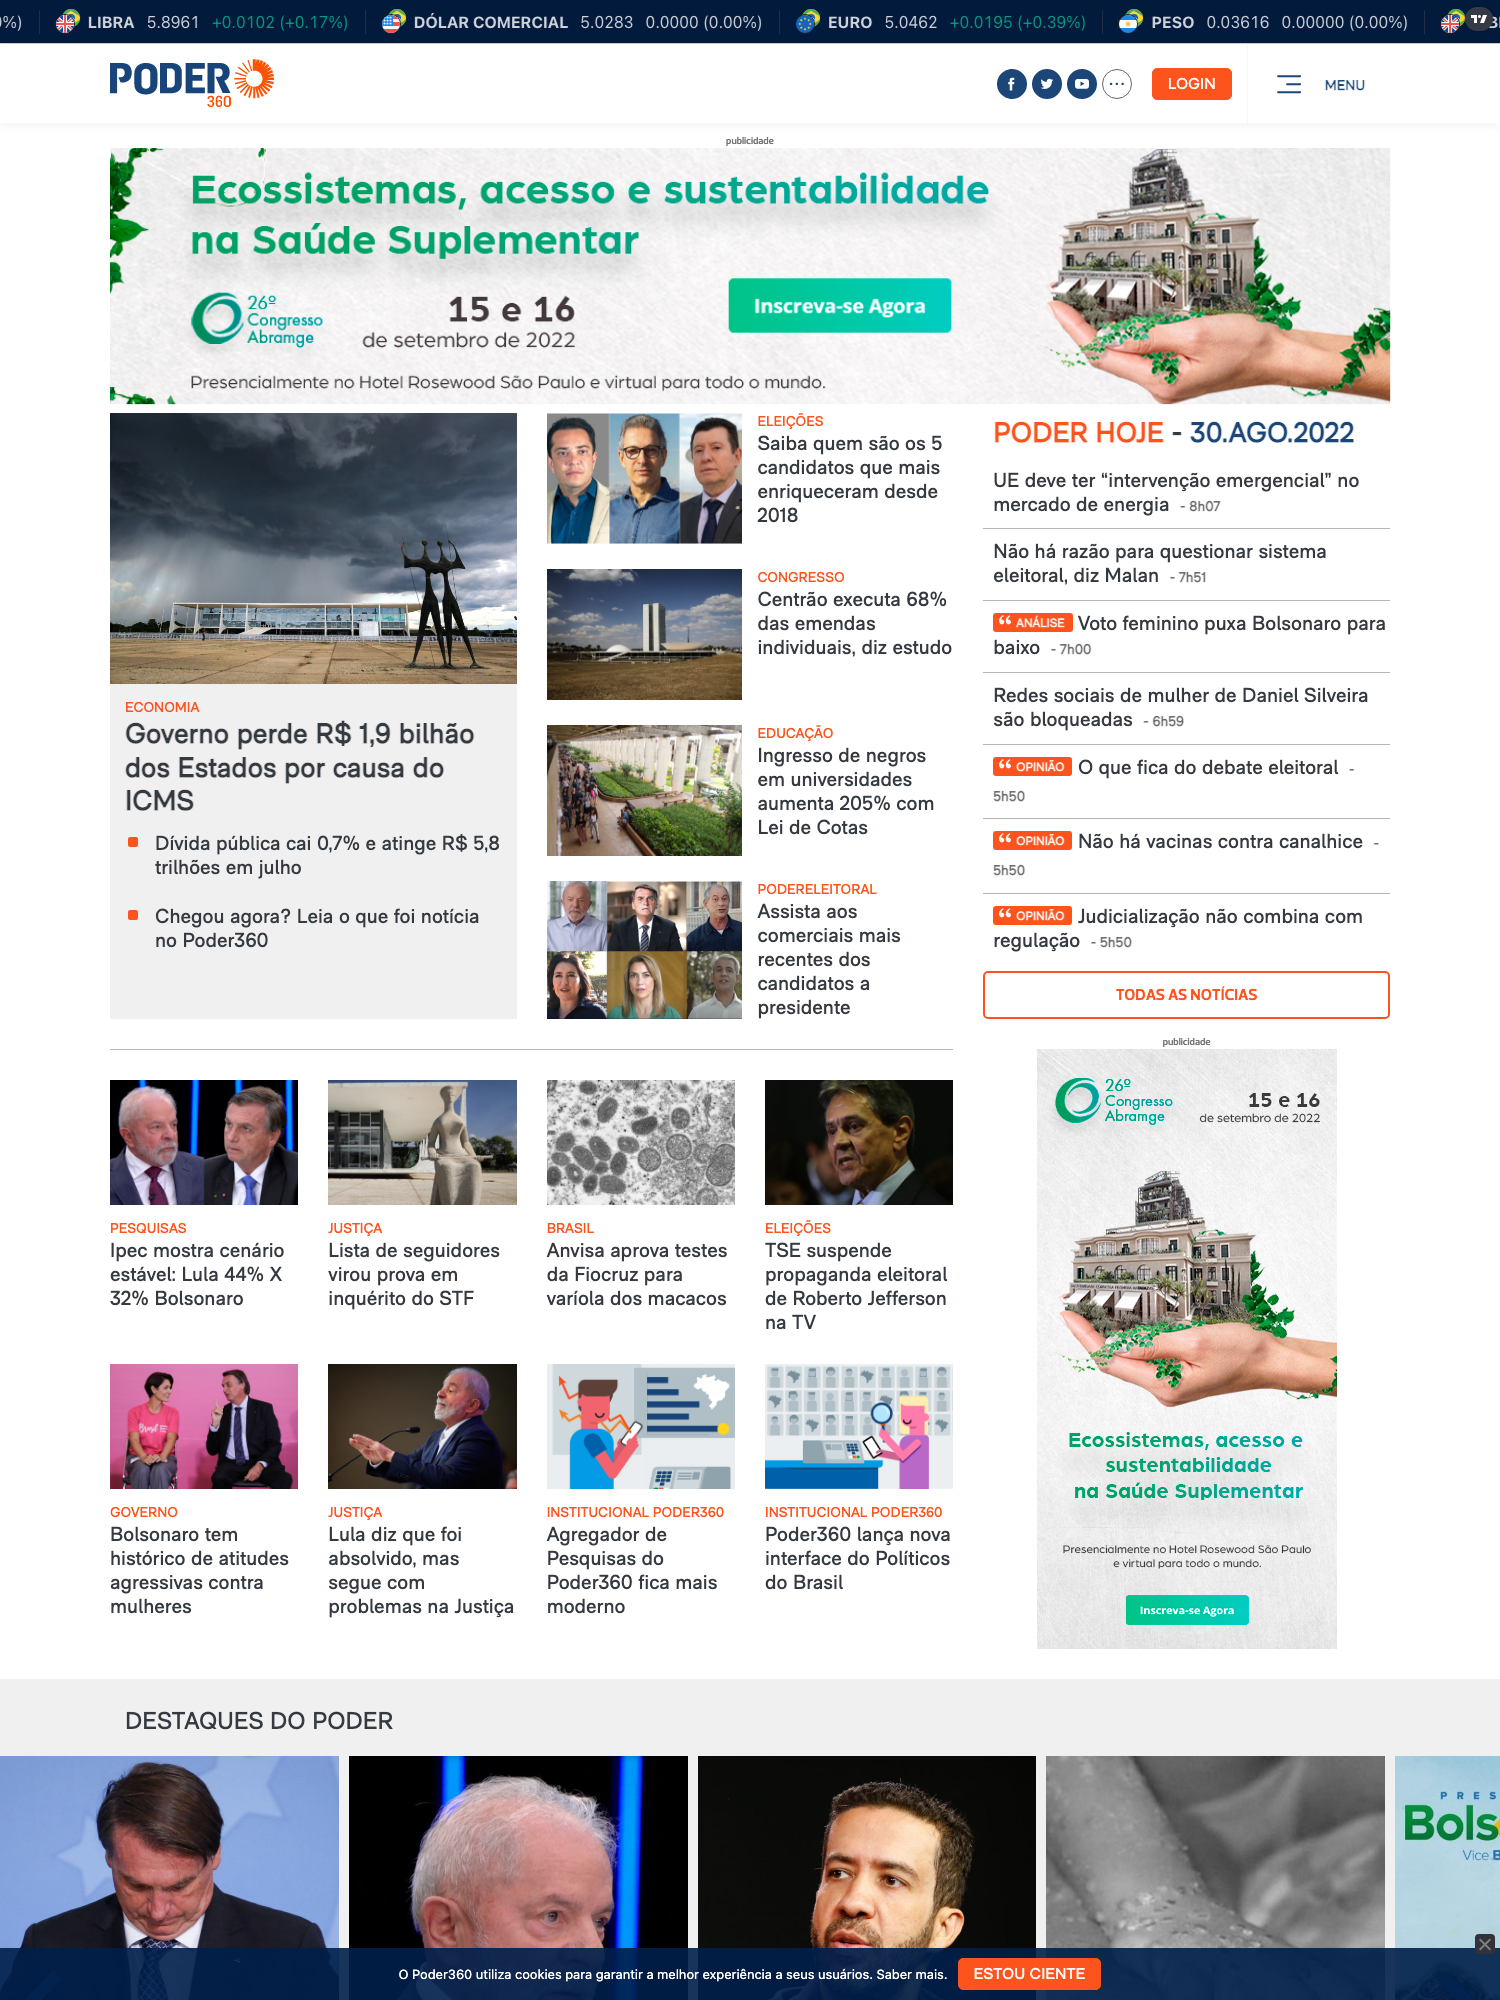 LIBRA 5.8961 +0.0102 (+0.17%) DÓLAR COMERCIAL 5.0283 0.0000 (0.00%) EURO 5.0462 +0.0195 (+0.39%) PESO 0.03616 0.00000 (0.00%)
PODER
360
LOGIN
MENU
publicidade
Ecossistemas, acesso e sustentabilidade
na Saúde Suplementar
26º
Congresso
Abramge
15 e 16
de setembro de 2022
Inscreva-se Agora
Presencialmente no Hotel Rosewood São Paulo e virtual para todo o mundo.
ECONOMIA
Governo perde R$ 1,9 bilhão
dos Estados por causa do
ICMS
Dívida pública cai 0,7% e atinge R$ 5,8
trilhões em julho
Chegou agora? Leia o que foi notícia
no Poder360
ELEIÇÕES
Saiba quem são os 5
candidatos que mais
enriqueceram desde
2018
CONGRESSO
Centrão executa 68%
das emendas
individuais, diz estudo
EDUCAÇÃO
Ingresso de negros
em universidades
aumenta 205% com
Lei de Cotas
PODERELEITORAL
Assista aos
comerciais mais
recentes dos
candidatos a
presidente
PODER HOJE - 30.AGO.2022
UE deve ter “intervenção emergencial” no
mercado de energia - 8h07
Não há razão para questionar sistema
eleitoral, diz Malan - 7h51
ANÁLISE Voto feminino puxa Bolsonaro para
baixo - 7h00
Redes sociais de mulher de Daniel Silveira
são bloqueadas - 6h59
OPINIÃO O que fica do debate eleitoral -
5h50
OPINIÃO Não há vacinas contra canalhice -
5h50
OPINIÃO Judicialização não combina com
regulação - 5h50
TODAS AS NOTÍCIAS
publicidade
26º
Congresso
Abramge
15 e 16
de setembro de 2022
Ecossistemas, acesso e
sustentabilidade
na Saúde Suplementar
Presencialmente no Hotel Rosewood São Paulo
e virtual para todo o mundo.
Inscreva-se Agora
PESQUISAS
Ipec mostra cenário
estável: Lula 44% X
32% Bolsonaro
JUSTIÇA
Lista de seguidores
virou prova em
inquérito do STF
BRASIL
Anvisa aprova testes
da Fiocruz para
varíola dos macacos
ELEIÇÕES
TSE suspende
propaganda eleitoral
de Roberto Jefferson
na TV
GOVERNO
Bolsonaro tem
histórico de atitudes
agressivas contra
mulheres
JUSTIÇA
Lula diz que foi
absolvido, mas
segue com
problemas na Justiça
INSTITUCIONAL PODER360
Agregador de
Pesquisas do
Poder360 fica mais
moderno
INSTITUCIONAL PODER360
Poder360 lança nova
interface do Políticos
do Brasil
DESTAQUES DO PODER
PRES
Bols
Vice B
O Poder360 utiliza cookies para garantir a melhor experiência a seus usuários. Saber mais.
ESTOU CIENTE